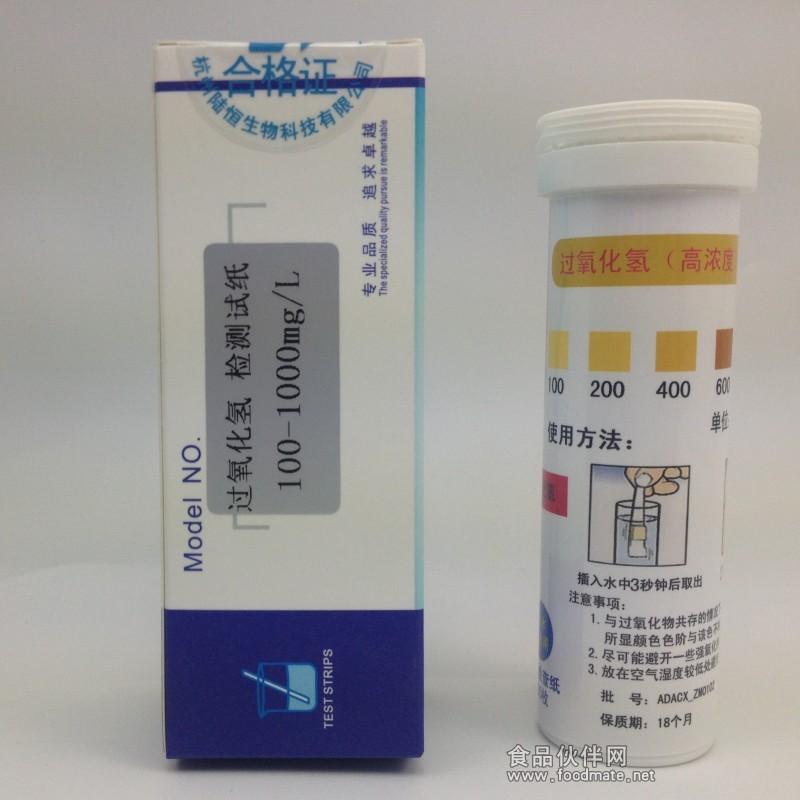 合格证
杭州陆恒生物科技有限公司
专业品质 追求卓越
The specialized quality pursue is remarkable
过氧化氢 检测试纸
100-1000mg/L
Model NO.
TEST STRIPS
过氧化氢(高浓度
100 200 400 600
单位
使用方法:
插入水中3秒钟后取出
注意事项:
1. 与过氧化物共存的情况
所显颜色色阶与该色不
2. 尽可能避开一些强氧化
3. 放在空气湿度较低处
批 号: ADACX_ZM0102
保质期: 18个月
食品伙伴网
www.foodmate.net